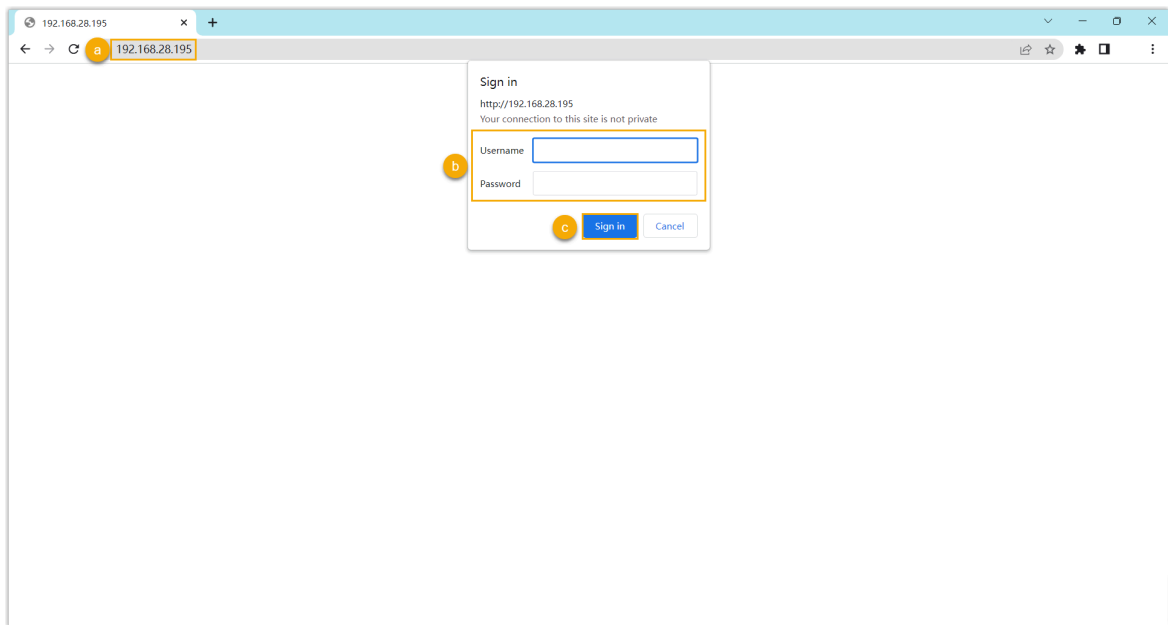 192.168.28.195
a 192.168.28.195
Sign in
http://192.168.28.195
Your connection to this site is not private
Username
b
Password
c Sign in Cancel